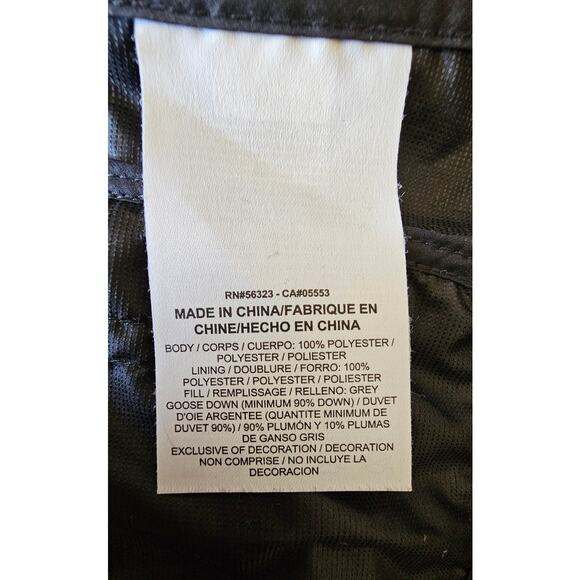 RN#56323 - CA#05553
MADE IN CHINA/FABRIQUE EN
CHINE/HECHO EN CHINA
BODY / CORPS / CUERPO: 100% POLYESTER /
POLYESTER / POLIESTER
LINING / DOUBLURE / FORRO: 100%
POLYESTER / POLYESTER / POLIESTER
FILL / REMPLISSAGE / RELLENO: GREY
GOOSE DOWN (MINIMUM 90% DOWN) / DUVET
D'OIE ARGENTEE (QUANTITE MINIMUM DE
DUVET 90%) / 90% PLUMÓN Y 10% PLUMAS
DE GANSO GRIS
EXCLUSIVE OF DECORATION / DECORATION
NON COMPRISE / NO INCLUYE LA
DECORACION